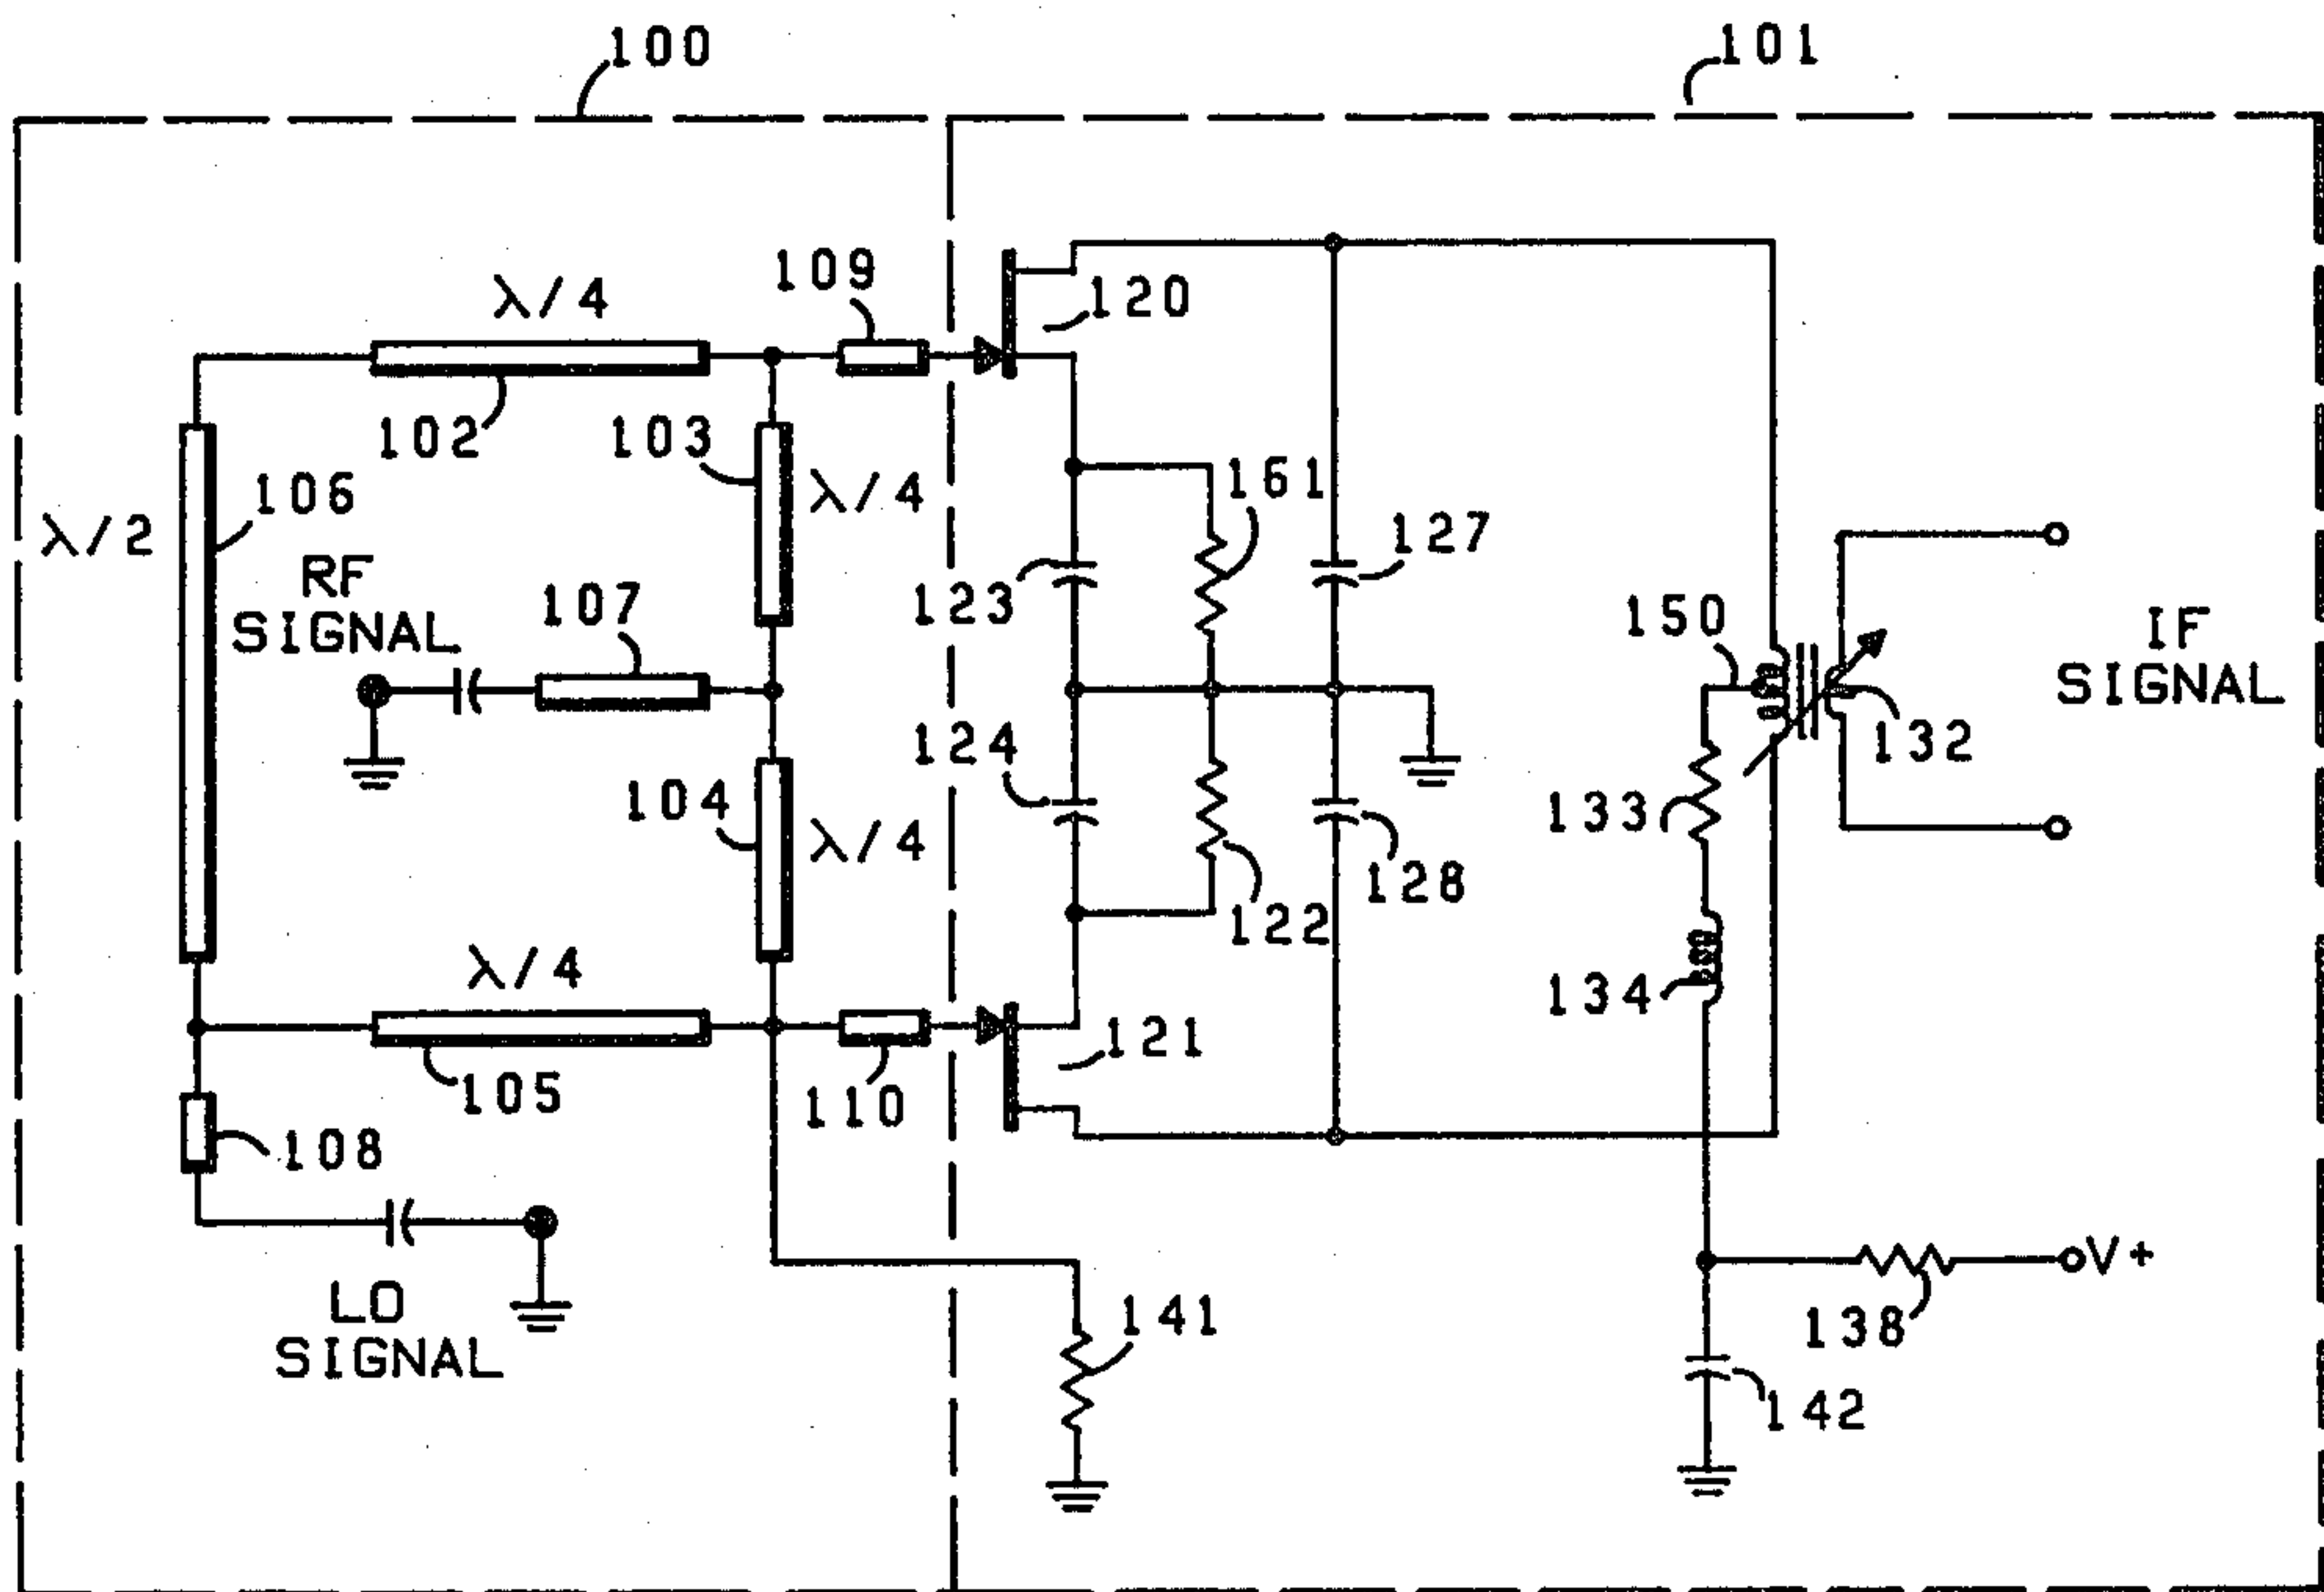 100
101
λ/4
109
120
102
103
λ/4
161
106
λ/2
RF
SIGNAL
107
123
127
150
IF
SIGNAL
132
124
104
λ/4
133
128
122
134
λ/4
105
110
121
108
LO
SIGNAL
141
V+
138
142